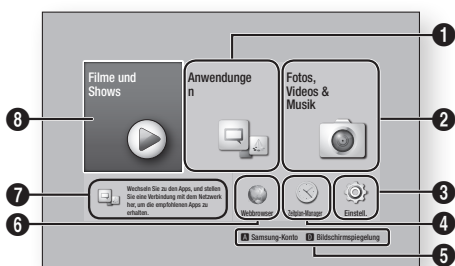 1
Filme und
Shows
Anwendunge
n
Fotos,
Videos &
Musik
8
2
7
Wechseln Sie zu den Apps, und stellen
Sie eine Verbindung mit dem Netzwerk
her, um die empfohlenen Apps zu
erhalten.
Webbrowser
Zeitplan-Manager
Einstell.
3
6
4
A Samsung-Konto D Bildschirmspiegelung
5